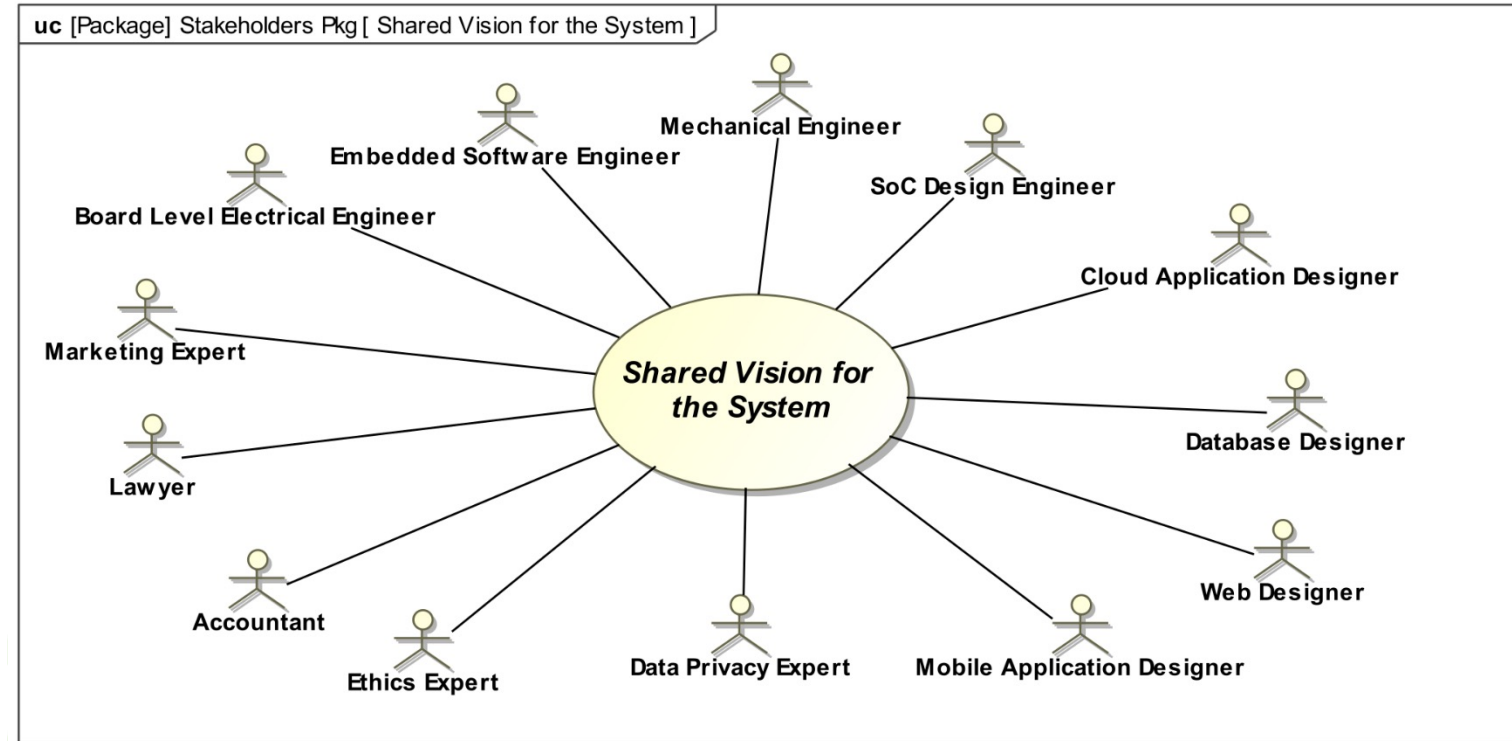 uc [Package] Stakeholders Pkg [ Shared Vision for the System ]
Mechanical Engineer
Embedded Software Engineer
SoC Design Engineer
Board Level Electrical Engineer
Cloud Application Designer
Marketing Expert
Shared Vision for
the System
Database Designer
Lawyer
Web Designer
Accountant
Data Privacy Expert
Mobile Application Designer
Ethics Expert